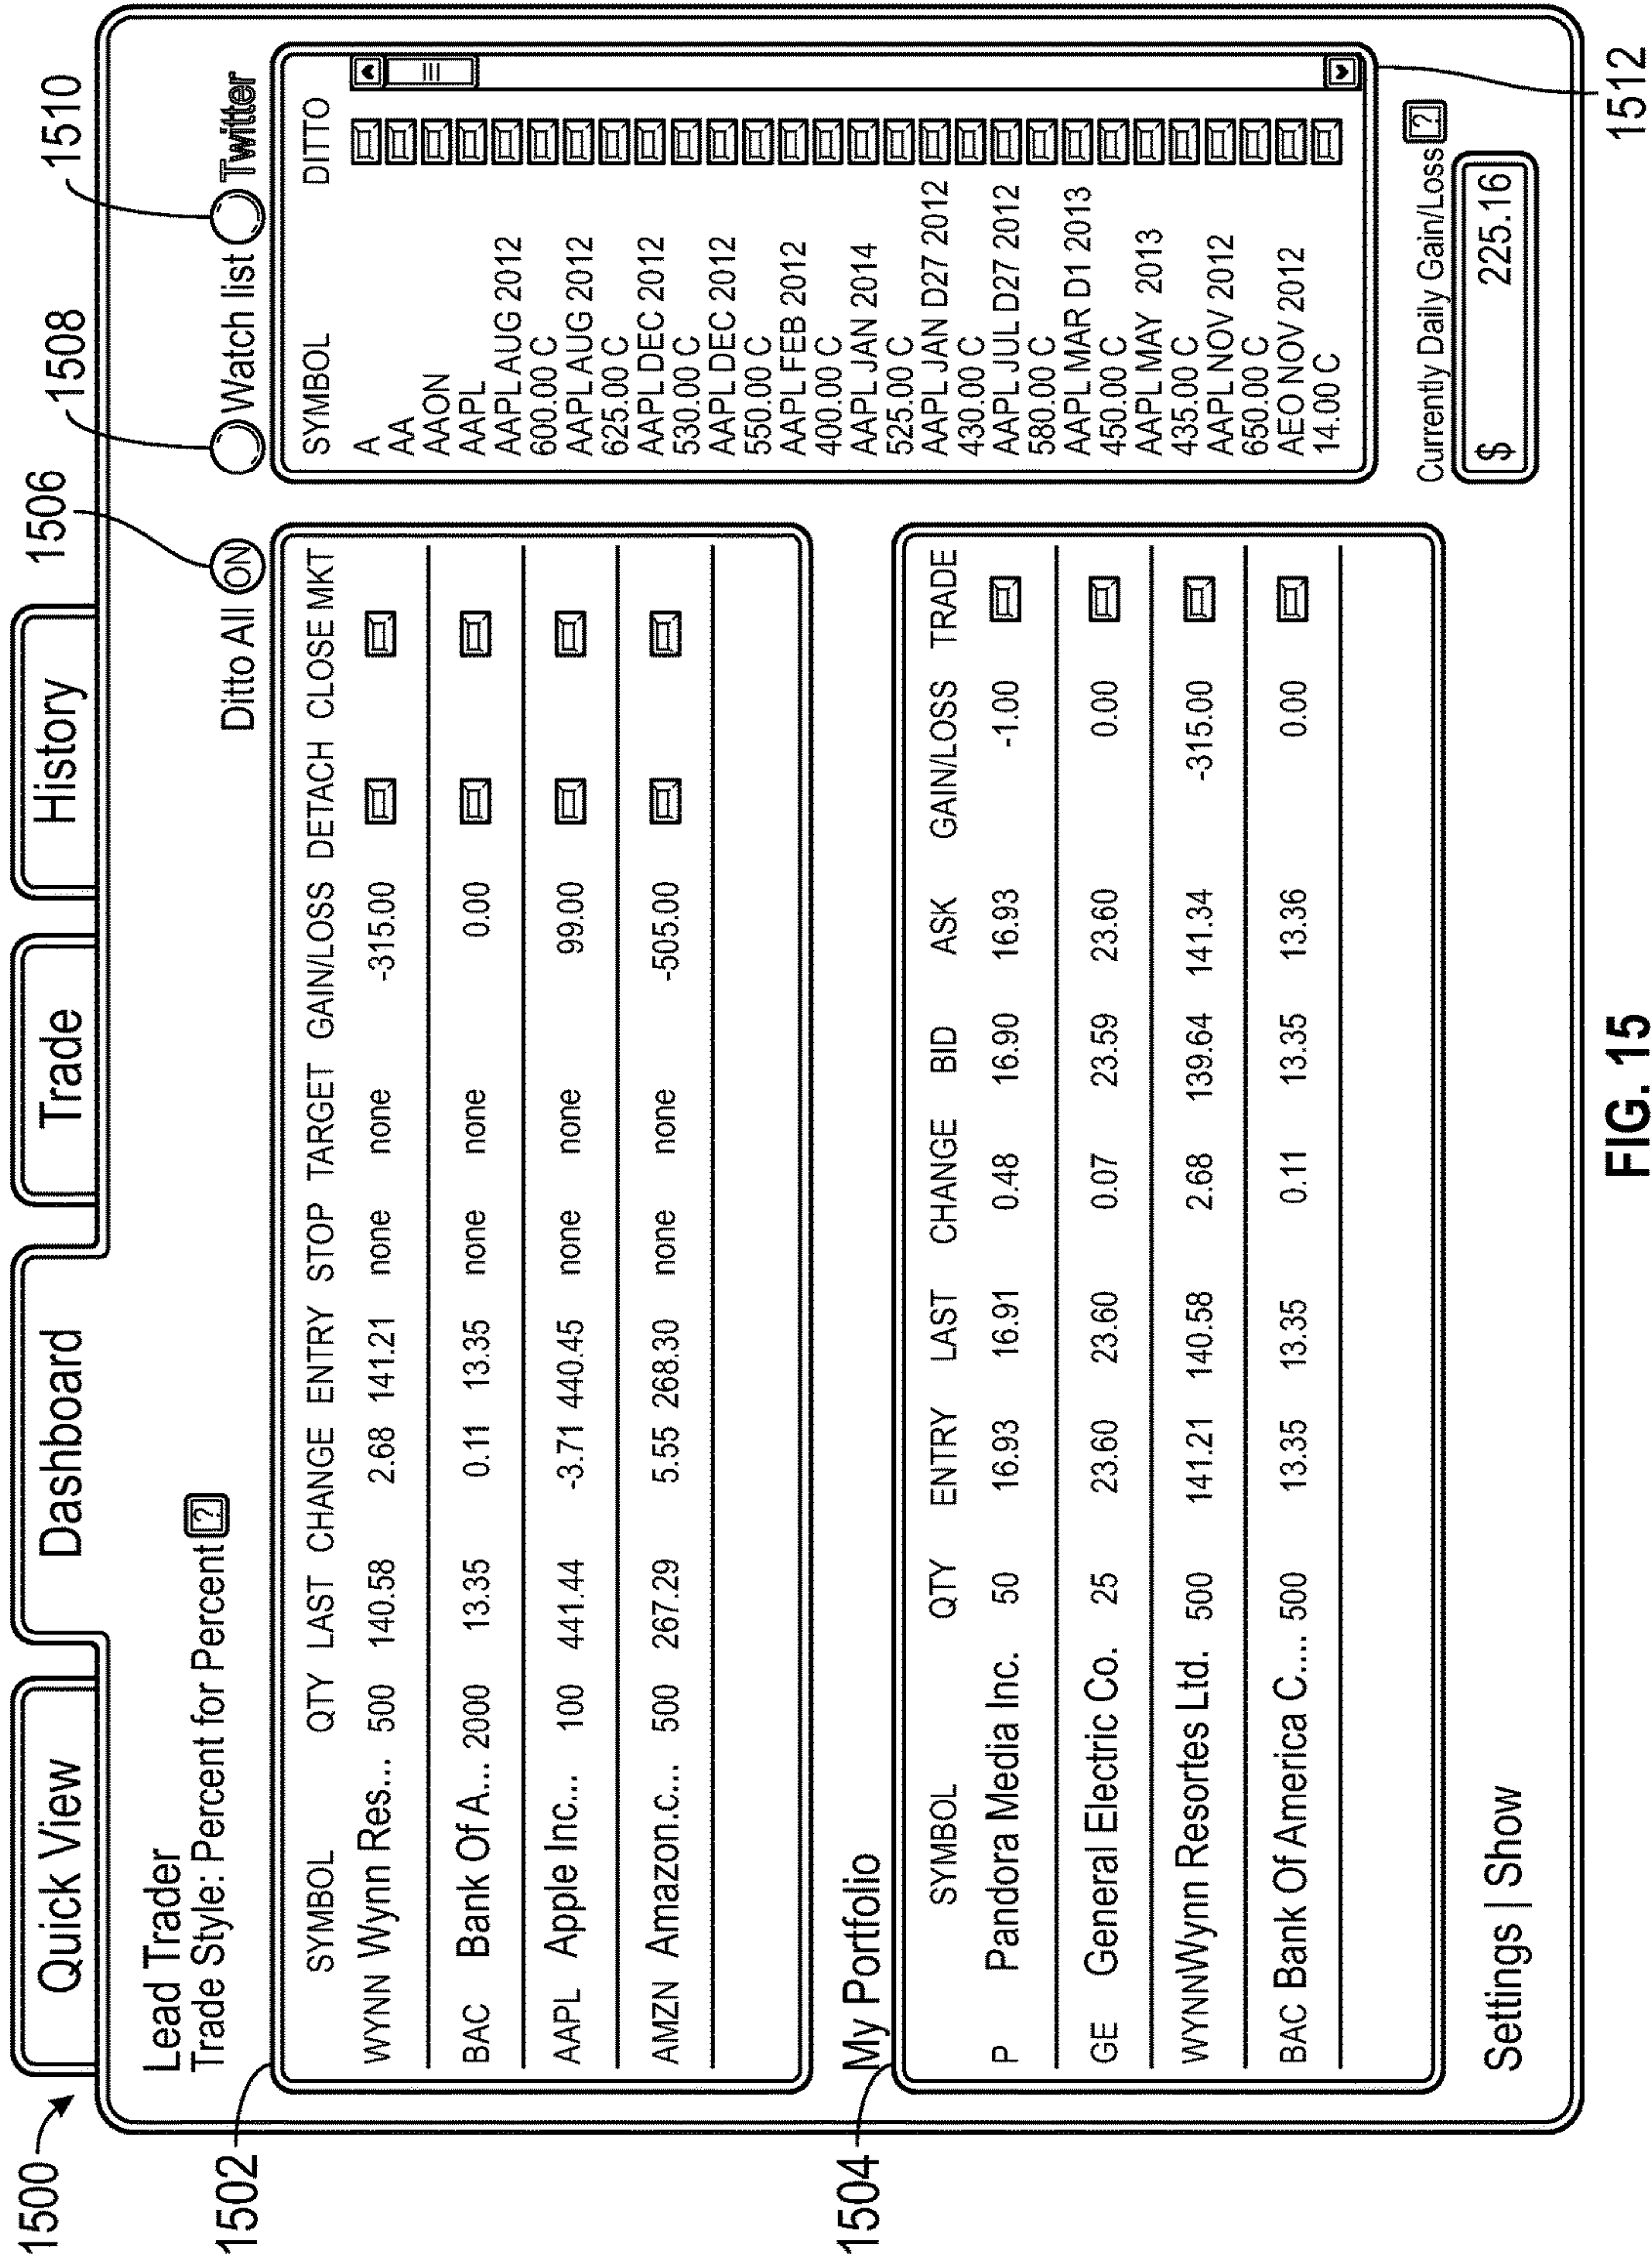 1500
Quick View
Dashboard
Trade
History
1506
1508
1510
Lead Trader
Trade Style: Percent for Percent [?]
Ditto All ON
Watch list
Twitter
1502
SYMBOL QTY LAST CHANGE ENTRY STOP TARGET GAIN/LOSS DETACH CLOSE MKT
WYNN Wynn Res... 500 140.58 2.68 141.21 none none -315.00
BAC Bank Of A... 2000 13.35 0.11 13.35 none none 0.00
AAPL Apple Inc... 100 441.44 -3.71 440.45 none none 99.00
AMZN Amazon.c... 500 267.29 5.55 268.30 none none -505.00
1504
My Portfolio
SYMBOL QTY ENTRY LAST CHANGE BID ASK GAIN/LOSS TRADE
P Pandora Media Inc. 50 16.93 16.91 0.48 16.90 16.93 -1.00
GE General Electric Co. 25 23.60 23.60 0.07 23.59 23.60 0.00
WYNNWynn Resortes Ltd. 500 141.21 140.58 2.68 139.64 141.34 -315.00
BAC Bank Of America C.... 500 13.35 13.35 0.11 13.35 13.36 0.00
SYMBOL DITTO
A
AA
AAON
AAPL
AAPL AUG 2012
600.00 C
AAPL AUG 2012
625.00 C
AAPL DEC 2012
530.00 C
AAPL DEC 2012
550.00 C
AAPL FEB 2012
400.00 C
AAPL JAN 2014
525.00 C
AAPL JAN D27 2012
430.00 C
AAPL JUL D27 2012
580.00 C
AAPL MAR D1 2013
450.00 C
AAPL MAY 2013
435.00 C
AAPL NOV 2012
650.00 C
AEO NOV 2012
14.00 C
Currently Daily Gain/Loss [?]
$ 225.16
1512
Settings | Show
FIG. 15